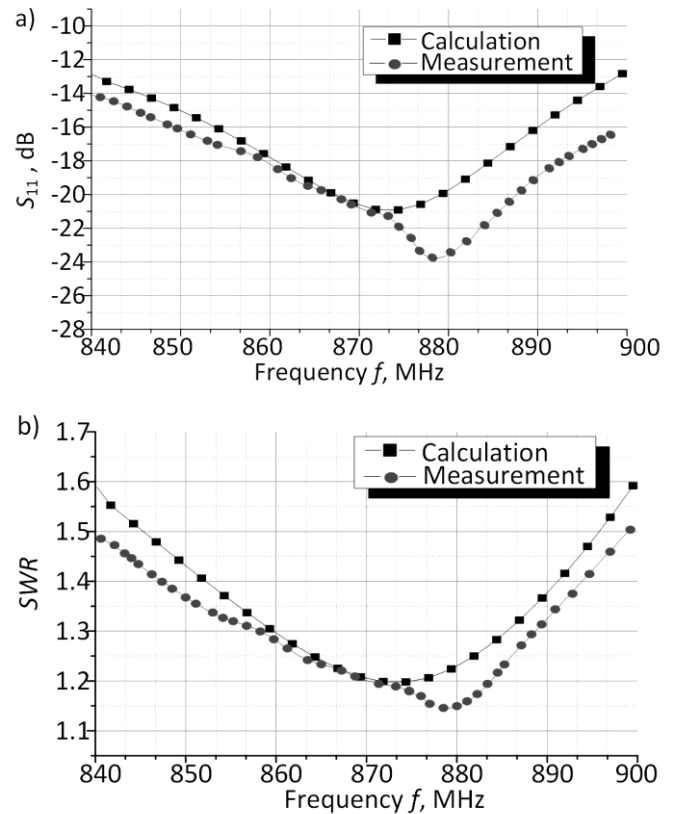 a)
-10
-12
-14
-16
-18
-20
-22
-24
-26
-28
S11 , dB
Calculation
Measurement
840 850 860 870 880 890 900
Frequency f, MHz
b)
1.7
1.6
1.5
1.4
1.3
1.2
1.1
SWR
Calculation
Measurement
840 850 860 870 880 890 900
Frequency f, MHz